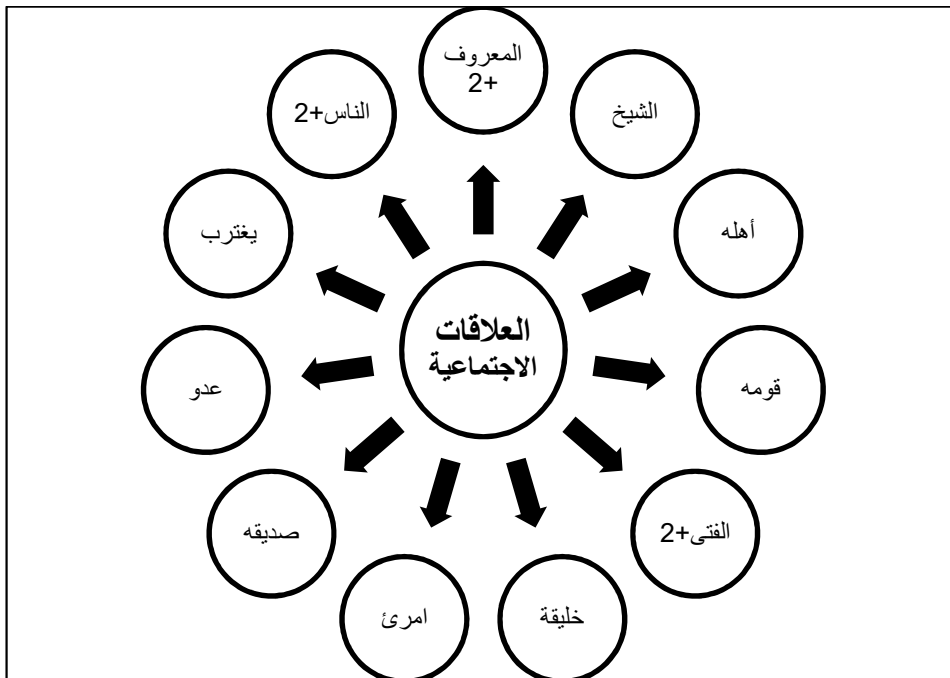 المعروف
2+
الشيخ
أهله
قومه
الفتى+2
خليقة
امرئ
صديقه
عدو
يغترب
الناس+2
العلاقات
الاجتماعية